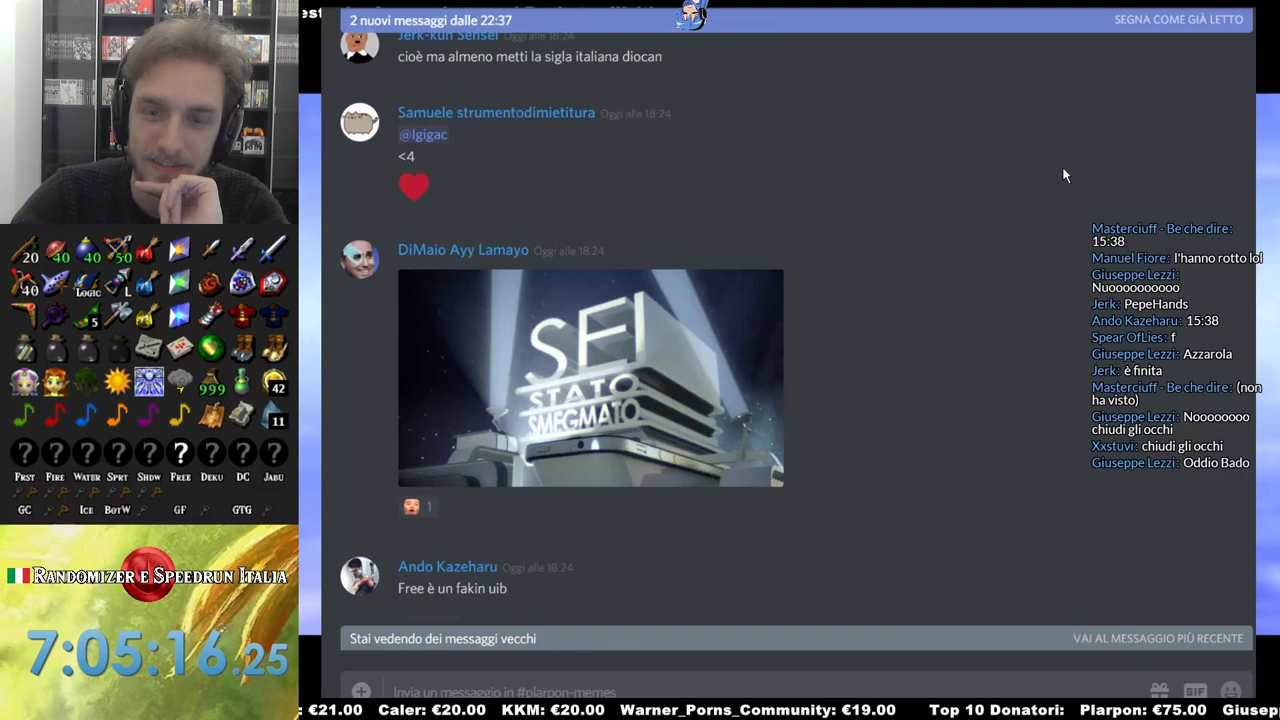 2 nuovi messaggi dalle 22:37
SEGNA COME GIÀ LETTO
Jerk-kun Sensei Oggi alle 18:24
cioè ma almeno metti la sigla italiana diocan
Samuele strumentodimietitura Oggi alle 18:24
@lgigac
<4
DiMaio Ayy Lamayo Oggi alle 18:24
SEI
STATO
SMEGMATO
1
Ando Kazeharu Oggi alle 18:24
Free è un fakin uib
Stai vedendo dei messaggi vecchi
VAI AL MESSAGGIO PIÙ RECENTE
Invia un messaggio in #plarpon-memes
GIF
Masterciuff - Be che dire:
15:38
Manuel Fiore: l'hanno rotto lol
Giuseppe Lezzi:
Nuoooooooooo
Jerk: PepeHands
Ando Kazeharu: 15:38
Spear OfLies: f
Giuseppe Lezzi: Azzarola
Jerk: è finita
Masterciuff - Be che dire: (non
ha visto)
Giuseppe Lezzi: Nooooooo
chiudi gli occhi
Xxstuvi: chiudi gli occhi
Giuseppe Lezzi: Oddio Bado
20 40 40 50
40 LOGIC L
5
999 42
11
? ? ? ? ? ? ? ? ?
FRST FIRE WATER SPRT SHDW FREE DEKU DC JABU
GC ICE BOTW GF GTG
RANDOMIZER E SPEEDRUN ITALIA
7:05:16.25
: €21.00 Caler: €20.00 KKM: €20.00 Warner_Porns_Community: €19.00 Top 10 Donatori: Plarpon: €75.00 Giusep